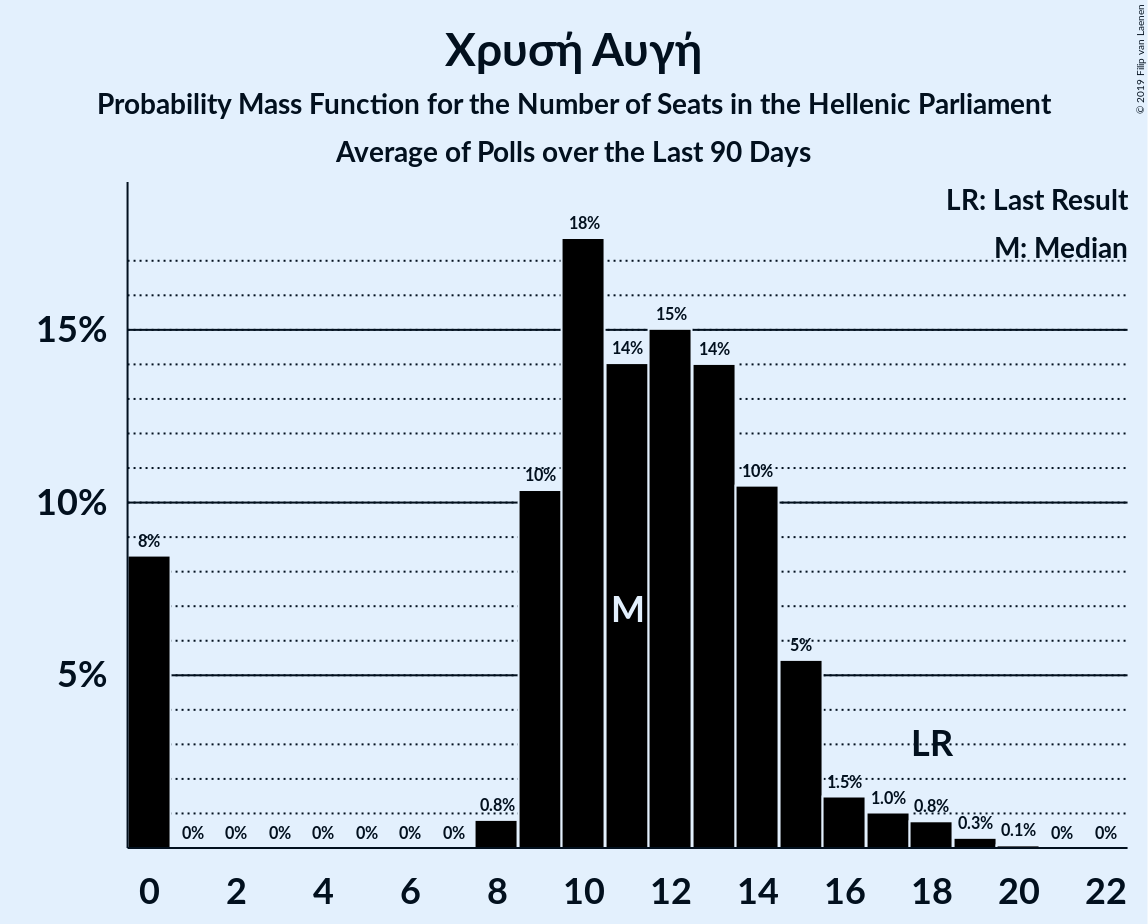 Χρυσή Αυγή
Probability Mass Function for the Number of Seats in the Hellenic Parliament
Average of Polls over the Last 90 Days
© 2019 Filip van Laenen
LR: Last Result
M: Median
15%
10%
5%
8%
0%
0%
0%
0%
0%
0%
0%
0.8%
10%
18%
14%
15%
14%
10%
5%
1.5%
1.0%
0.8%
0.3%
0.1%
0%
0%
M
LR
0 2 4 6 8 10 12 14 16 18 20 22